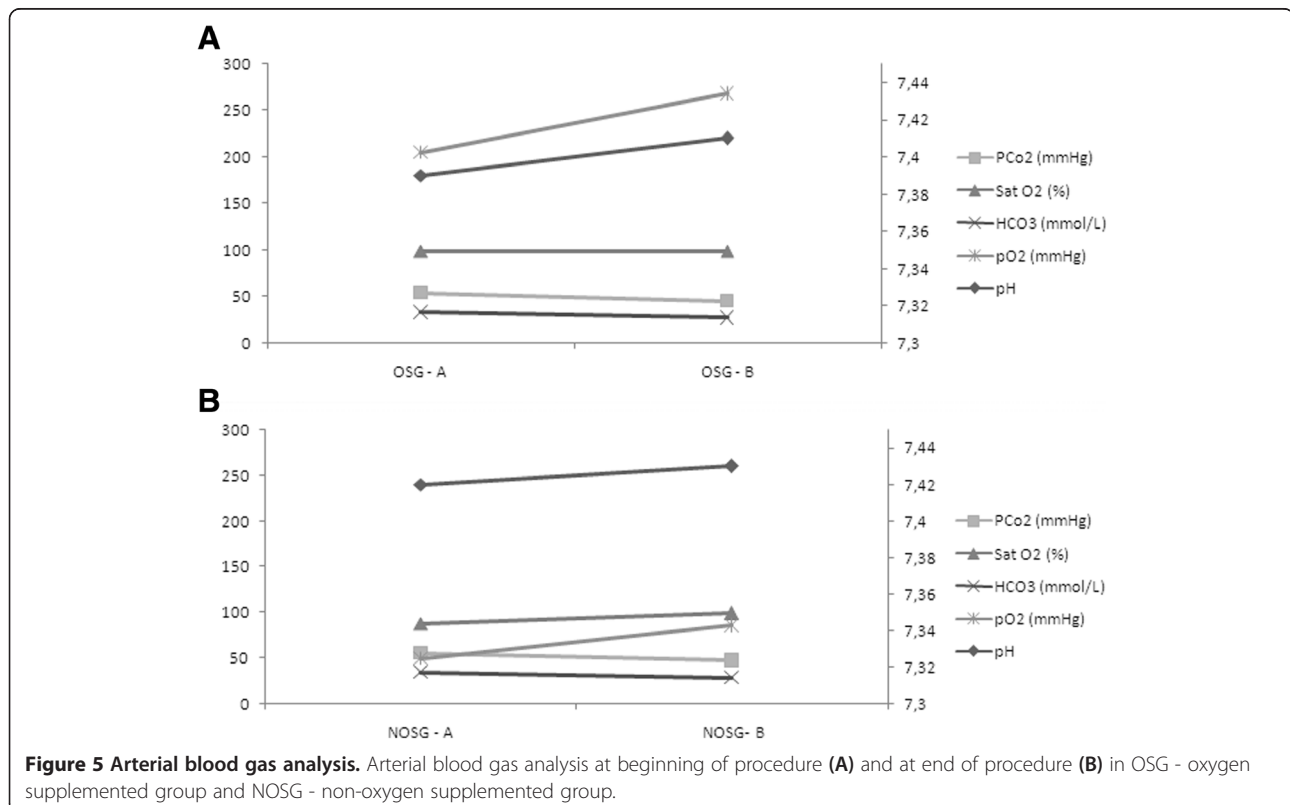 A
300
250
200
150
100
50
0
7,44
7,42
7,4
7,38
7,36
7,34
7,32
7,3
OSG - A
OSG - B
PCo2 (mmHg)
Sat O2 (%)
HCO3 (mmol/L)
pO2 (mmHg)
pH
B
300
250
200
150
100
50
0
7,44
7,42
7,4
7,38
7,36
7,34
7,32
7,3
NOSG - A
NOSG- B
PCo2 (mmHg)
Sat O2 (%)
HCO3 (mmol/L)
pO2 (mmHg)
pH
Figure 5 Arterial blood gas analysis. Arterial blood gas analysis at beginning of procedure (A) and at end of procedure (B) in OSG - oxygen
supplemented group and NOSG - non-oxygen supplemented group.